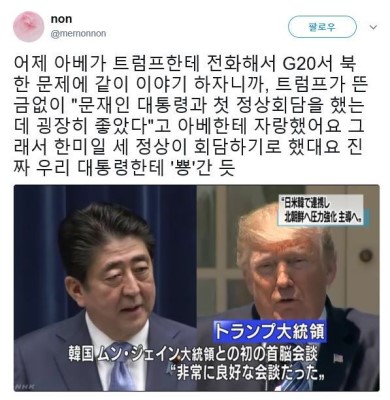 non
@mernonnon
팔로우
어제 아베가 트럼프한테 전화해서 G20서 북
한 문제에 같이 이야기 하자니까, 트럼프가 뜬
금없이 "문재인 대통령과 첫 정상회담을 했는
데 굉장히 좋았다"고 아베한테 자랑했어요 그
래서 한미일 세 정상이 회담하기로 했대요 진
짜 우리 대통령한테 '뿅'간 듯
"日米韓で連携し
北朝鮮へ圧力強化 主導へ。
トランプ大統領
韓国 ムン・ジェイン大統領との初の首脳会談
"非常に良好な会談だった"
NHK